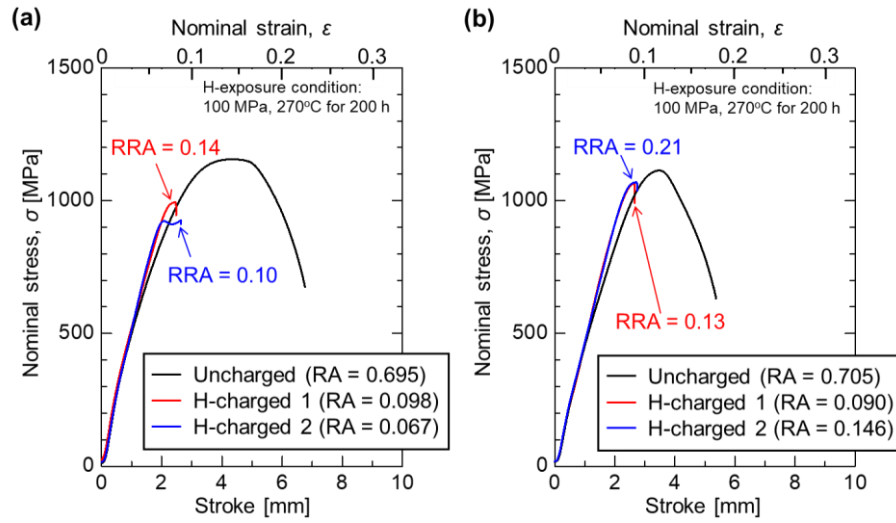 (a)
Nominal strain, ε
0 0.1 0.2 0.3
1500
1000
500
0
Nominal stress, σ [MPa]
H-exposure condition:
100 MPa, 270°C for 200 h
RRA = 0.14
RRA = 0.10
Uncharged (RA = 0.695)
H-charged 1 (RA = 0.098)
H-charged 2 (RA = 0.067)
0 2 4 6 8 10
Stroke [mm]
(b)
Nominal strain, ε
0 0.1 0.2 0.3
1500
1000
500
0
Nominal stress, σ [MPa]
H-exposure condition:
100 MPa, 270°C for 200 h
RRA = 0.21
RRA = 0.13
Uncharged (RA = 0.705)
H-charged 1 (RA = 0.090)
H-charged 2 (RA = 0.146)
0 2 4 6 8 10
Stroke [mm]